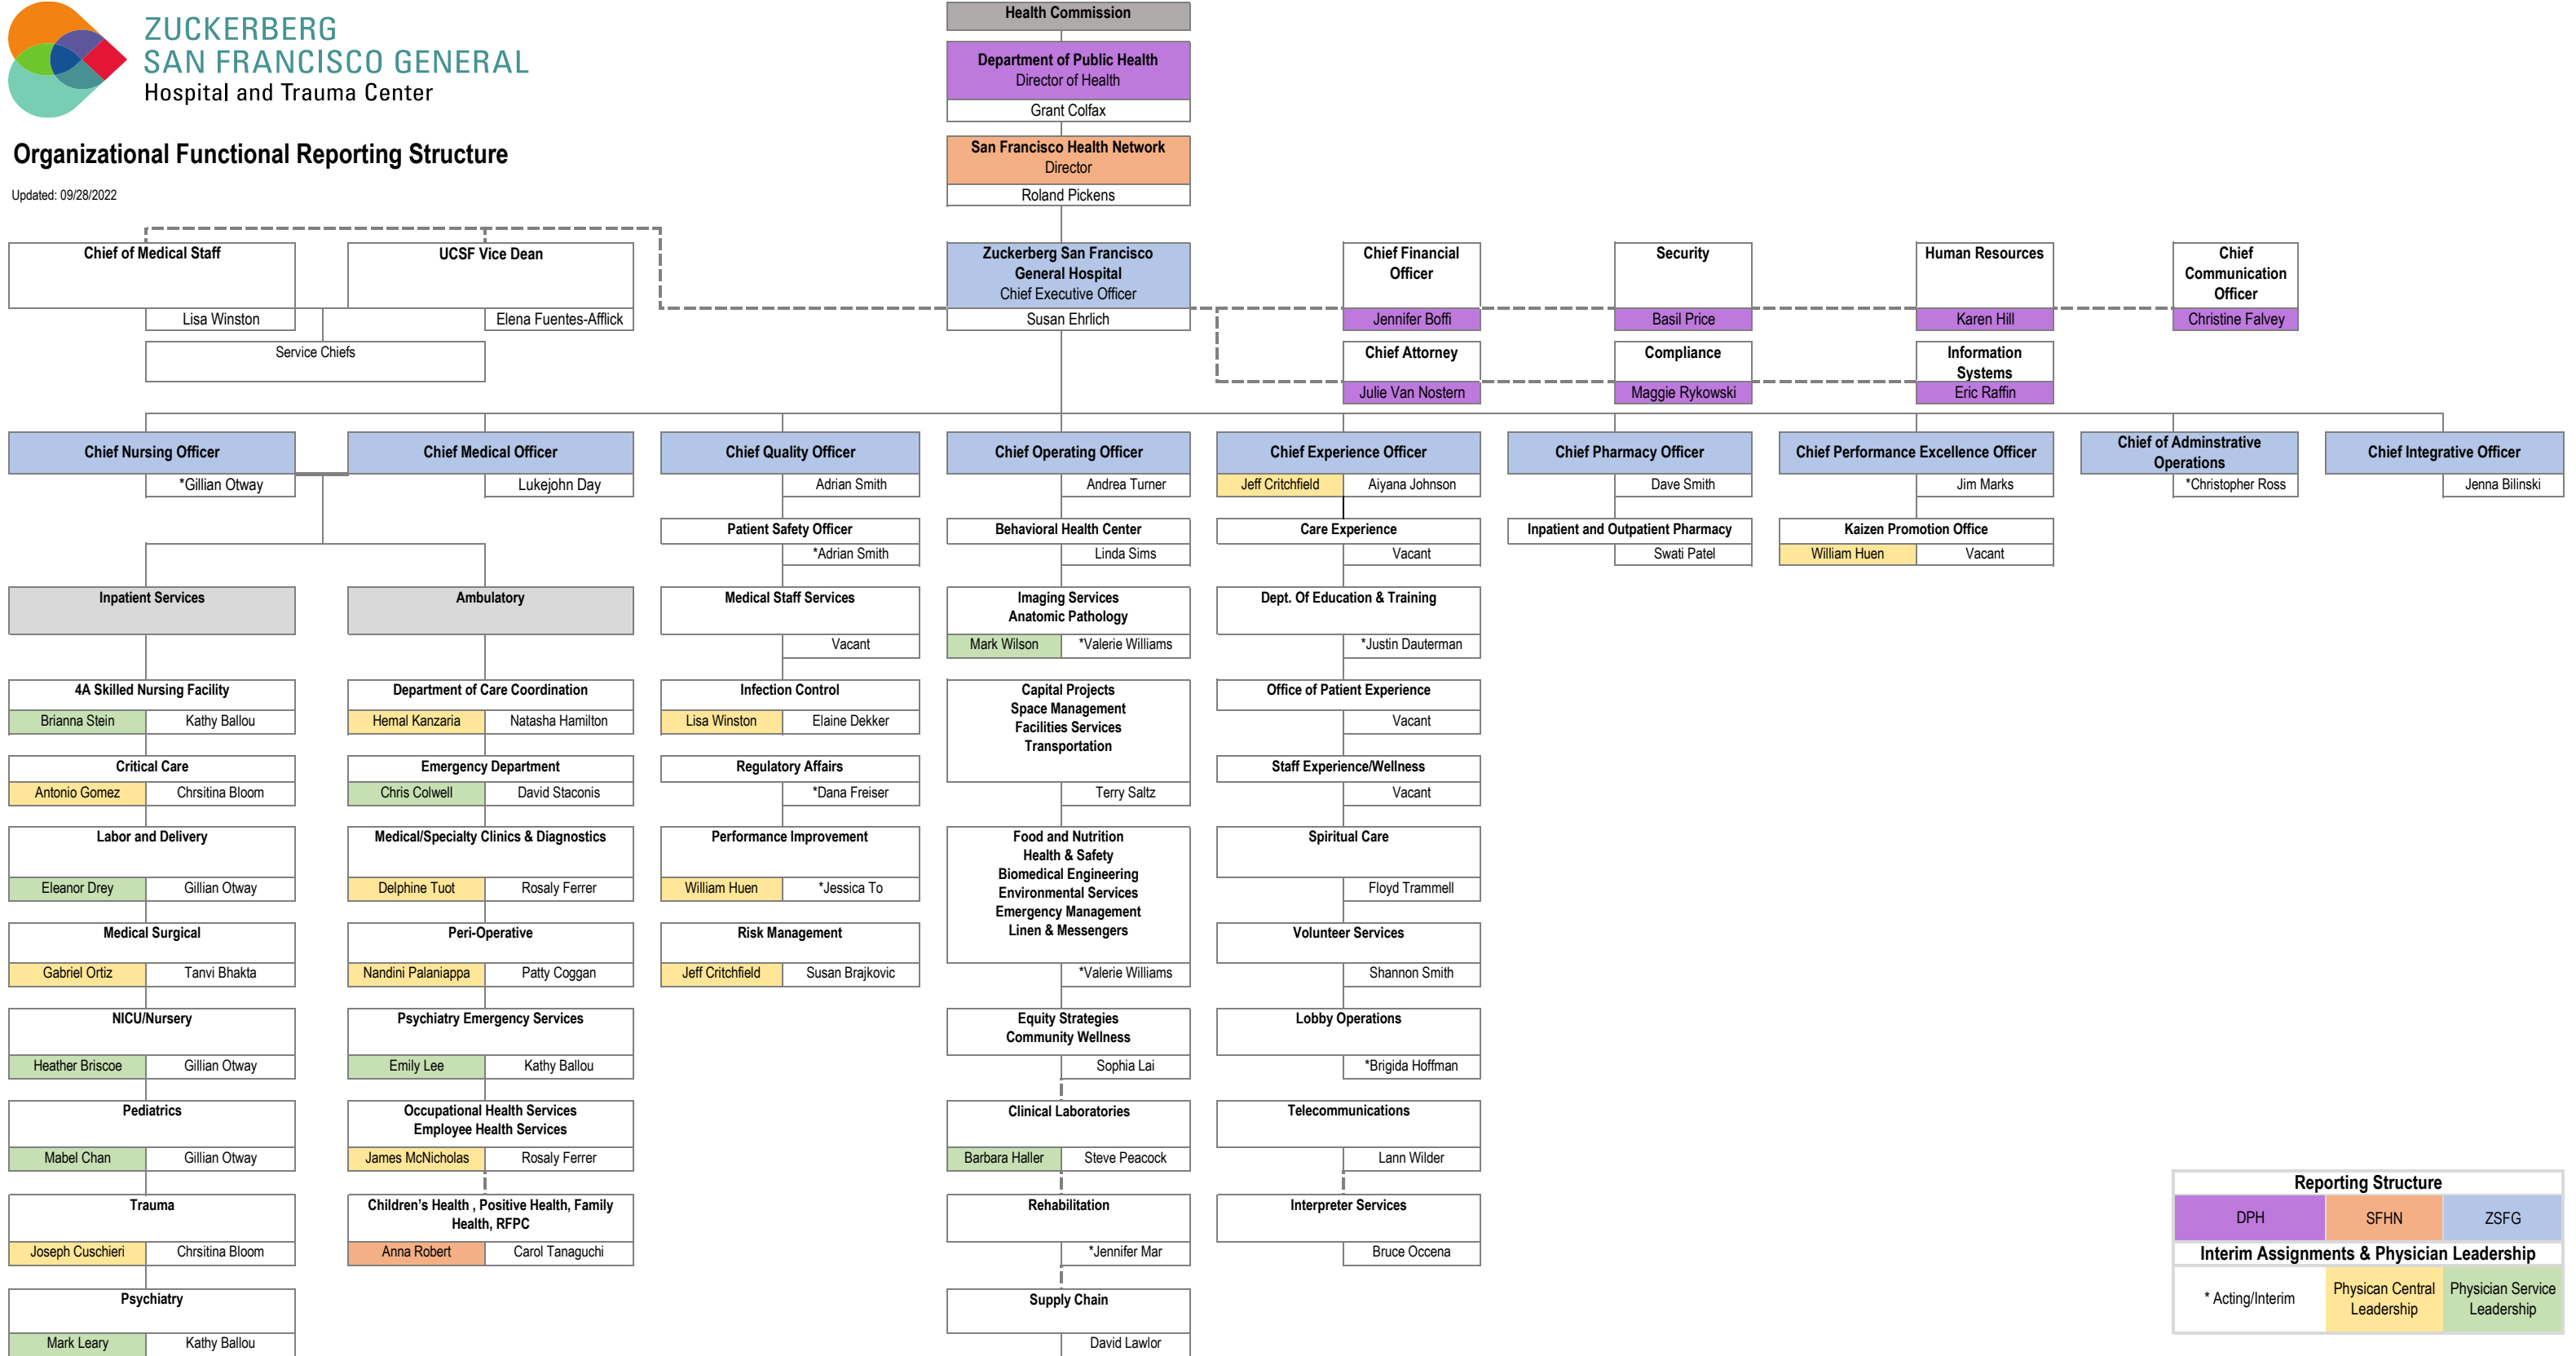 ZUCKERBERG
SAN FRANCISCO GENERAL
Hospital and Trauma Center
Organizational Functional Reporting Structure
Updated: 09/28/2022
Health Commission
Department of Public Health
Director of Health
Grant Colfax
San Francisco Health Network
Director
Roland Pickens
Chief of Medical Staff
Lisa Winston
UCSF Vice Dean
Elena Fuentes-Afflick
Service Chiefs
Zuckerberg San Francisco
General Hospital
Chief Executive Officer
Susan Ehrlich
Chief Financial
Officer
Jennifer Boffi
Security
Basil Price
Human Resources
Karen Hill
Chief
Communication
Officer
Christine Falvey
Chief Attorney
Julie Van Nostern
Compliance
Maggie Rykowski
Information
Systems
Eric Raffin
Chief Nursing Officer
*Gillian Otway
Chief Medical Officer
Lukejohn Day
Inpatient Services
4A Skilled Nursing Facility
Brianna Stein
Kathy Ballou
Critical Care
Antonio Gomez
Chrsitina Bloom
Labor and Delivery
Eleanor Drey
Gillian Otway
Medical Surgical
Gabriel Ortiz
Tanvi Bhakta
NICU/Nursery
Heather Briscoe
Gillian Otway
Pediatrics
Mabel Chan
Gillian Otway
Trauma
Joseph Cuschieri
Chrsitina Bloom
Psychiatry
Mark Leary
Kathy Ballou
Ambulatory
Department of Care Coordination
Hemal Kanzaria
Natasha Hamilton
Emergency Department
Chris Colwell
David Staconis
Medical/Specialty Clinics & Diagnostics
Delphine Tuot
Rosaly Ferrer
Peri-Operative
Nandini Palaniappa
Patty Coggan
Psychiatry Emergency Services
Emily Lee
Kathy Ballou
Occupational Health Services
Employee Health Services
James McNicholas
Rosaly Ferrer
Children's Health , Positive Health, Family
Health, RFPC
Anna Robert
Carol Tanaguchi
Chief Quality Officer
Adrian Smith
Patient Safety Officer
*Adrian Smith
Medical Staff Services
Vacant
Infection Control
Lisa Winston
Elaine Dekker
Regulatory Affairs
*Dana Freiser
Performance Improvement
William Huen
*Jessica To
Risk Management
Jeff Critchfield
Susan Brajkovic
Chief Operating Officer
Andrea Turner
Behavioral Health Center
Linda Sims
Imaging Services
Anatomic Pathology
Mark Wilson
*Valerie Williams
Capital Projects
Space Management
Facilities Services
Transportation
Terry Saltz
Food and Nutrition
Health & Safety
Biomedical Engineering
Environmental Services
Emergency Management
Linen & Messengers
*Valerie Williams
Equity Strategies
Community Wellness
Sophia Lai
Clinical Laboratories
Barbara Haller
Steve Peacock
Rehabilitation
*Jennifer Mar
Supply Chain
David Lawlor
Chief Experience Officer
Jeff Critchfield
Aiyana Johnson
Care Experience
Vacant
Dept. Of Education & Training
*Justin Dauterman
Office of Patient Experience
Vacant
Staff Experience/Wellness
Vacant
Spiritual Care
Floyd Trammell
Volunteer Services
Shannon Smith
Lobby Operations
*Brigida Hoffman
Telecommunications
Lann Wilder
Interpreter Services
Bruce Occena
Chief Pharmacy Officer
Dave Smith
Inpatient and Outpatient Pharmacy
Swati Patel
Chief Performance Excellence Officer
Jim Marks
Kaizen Promotion Office
William Huen
Vacant
Chief of Adminstrative
Operations
*Christopher Ross
Chief Integrative Officer
Jenna Bilinski
Reporting Structure
DPH
SFHN
ZSFG
Interim Assignments & Physician Leadership
* Acting/Interim
Physican Central
Leadership
Physician Service
Leadership